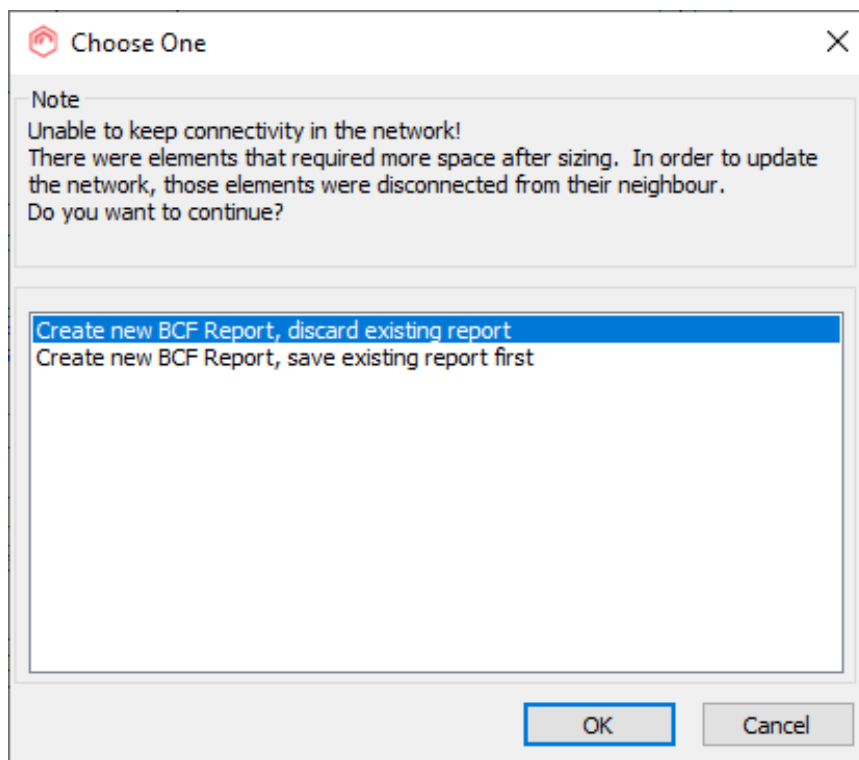 Choose One
Note
Unable to keep connectivity in the network!
There were elements that required more space after sizing.  In order to update
the network, those elements were disconnected from their neighbour.
Do you want to continue?
Create new BCF Report, discard existing report
Create new BCF Report, save existing report first
OK
Cancel